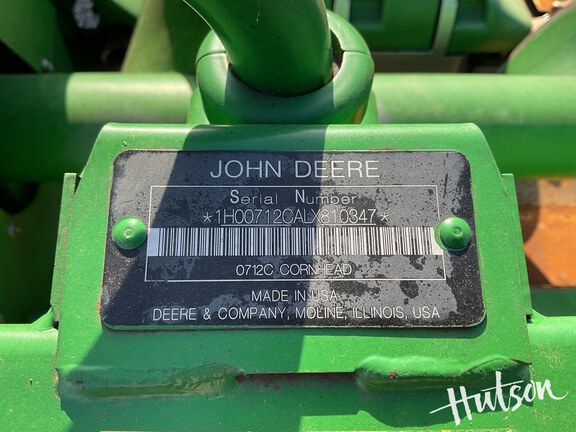 JOHN DEERE
Serial Number
*1H00712CALX810347*
0712C CORNHEAD
MADE IN USA
DEERE & COMPANY, MOLINE, ILLINOIS, USA
Hutson